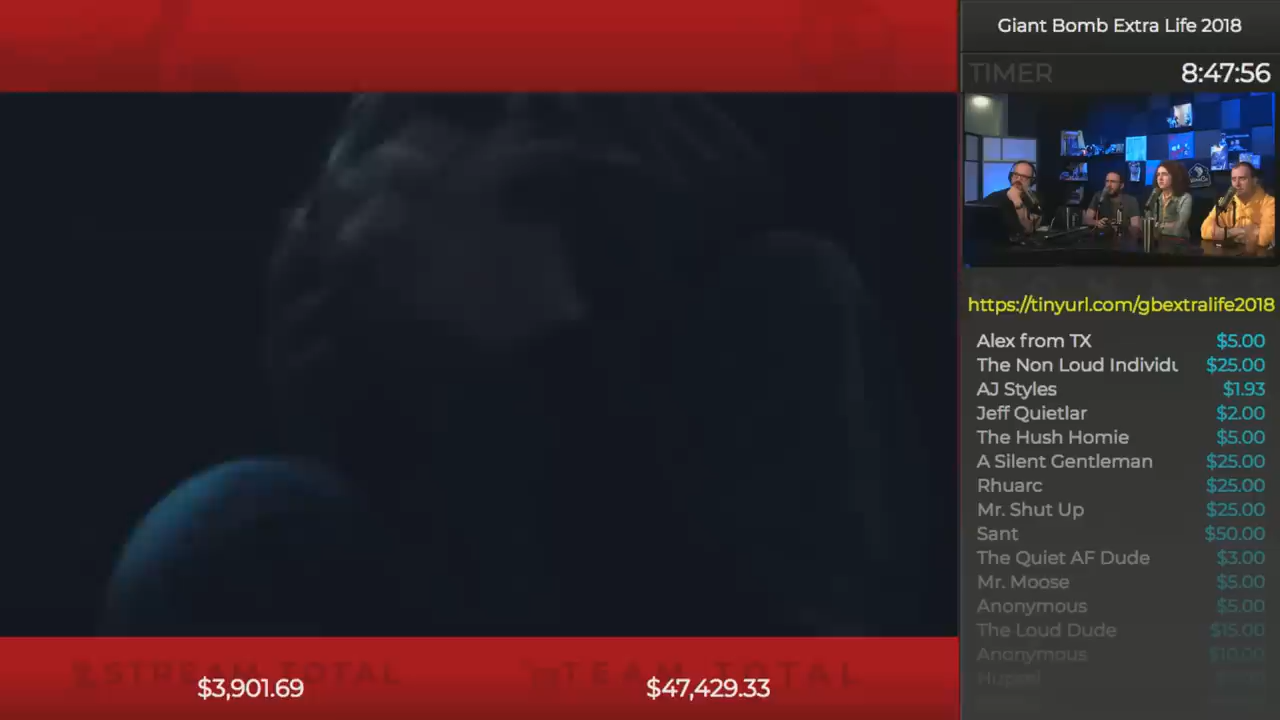 Giant Bomb Extra Life 2018
TIMER 8:47:56
https://tinyurl.com/gbextralife2018
Alex from TX $5.00
The Non Loud Individu $25.00
AJ Styles $1.93
Jeff Quietlar $2.00
The Hush Homie $5.00
A Silent Gentleman $25.00
Rhuarc $25.00
Mr. Shut Up $25.00
Sant $50.00
The Quiet AF Dude $3.00
Mr. Moose $5.00
Anonymous $5.00
The Loud Dude $15.00
Anonymous $10.00
STREAM TOTAL TEAM TOTAL
$3,901.69 $47,429.33